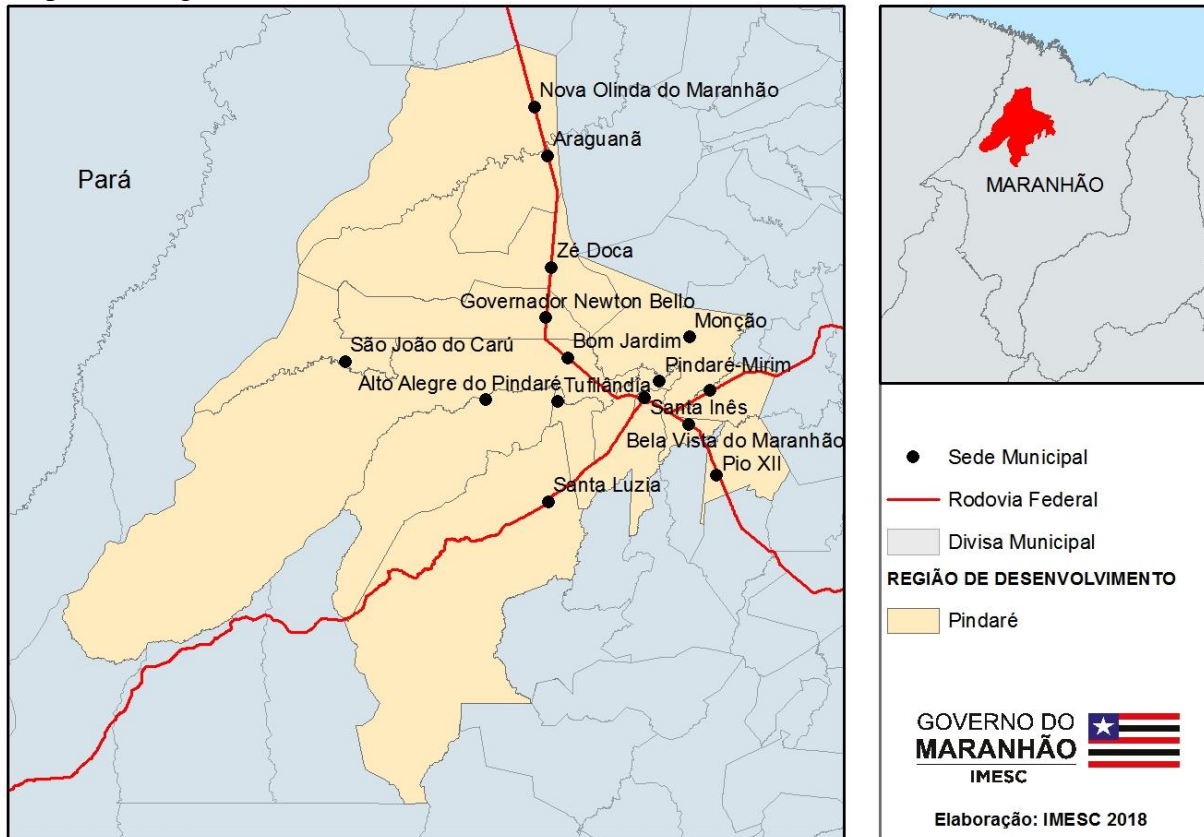 Nova Olinda do Maranhão
Araguanã
Pará
Zé Doca
Governador Newton Bello
Monção
São João do Carú
Bom Jardim
Pindaré-Mirim
Alto Alegre do Pindaré
Tufilândia
Santa Inês
Bela Vista do Maranhão
Pio XII
Santa Luzia
MARANHÃO
Sede Municipal
Rodovia Federal
Divisa Municipal
REGIÃO DE DESENVOLVIMENTO
Pindaré
GOVERNO DO
MARANHÃO
IMESC
Elaboração: IMESC 2018